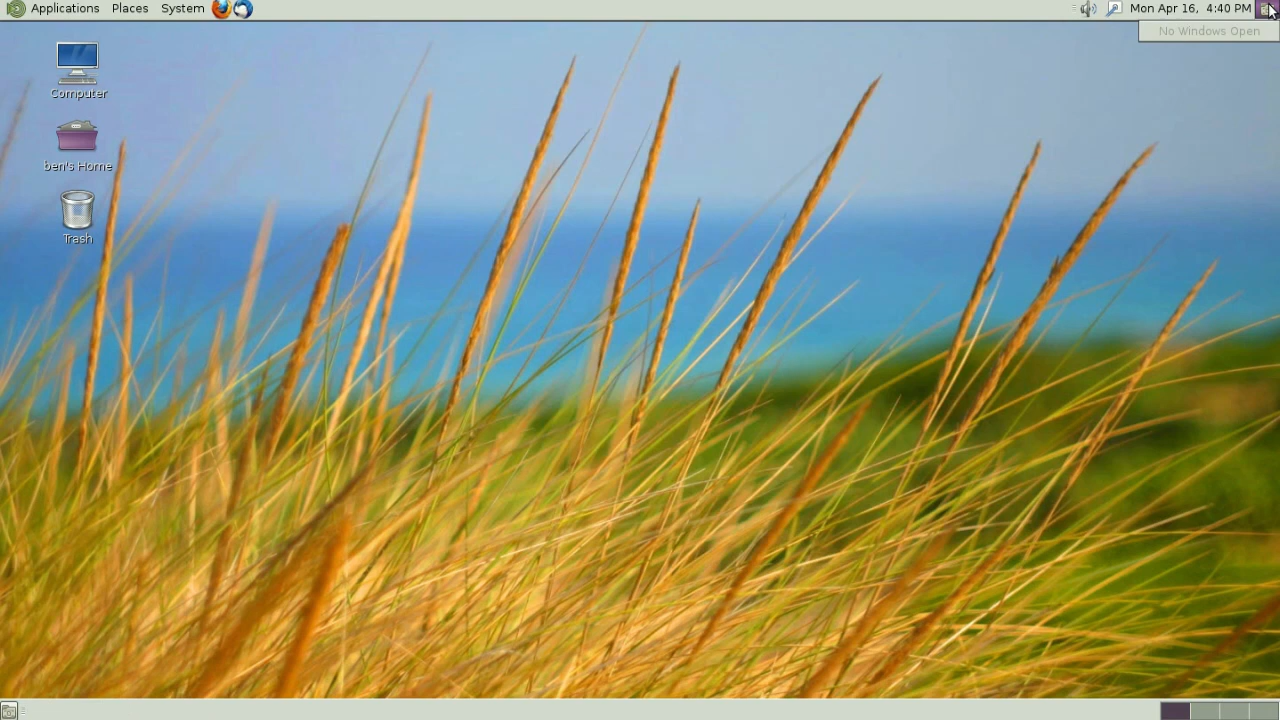 Applications Places System Mon Apr 16, 4:40 PM
No Windows Open
Computer
ben's Home
Trash